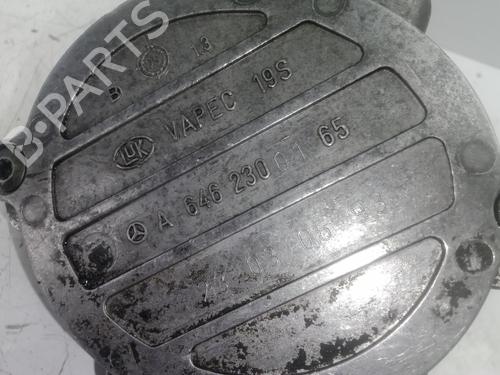 B 13
LUK VAPEC 19S
A 646 230 01 65
B-PARTS